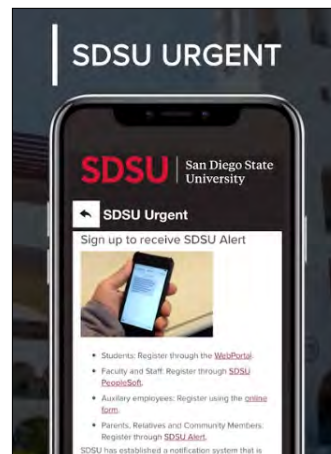 SDSU URGENT
SDSU San Diego State
University
SDSU Urgent
Sign up to receive SDSU Alert
Students: Register through the WebPortal.
Faculty and Staff: Register through SDSU
PeopleSoft.
Auxilary employees: Register using the online
form.
Parents, Relatives and Community Members:
Register through SDSU Alert.
SDSU has established a notification system that is